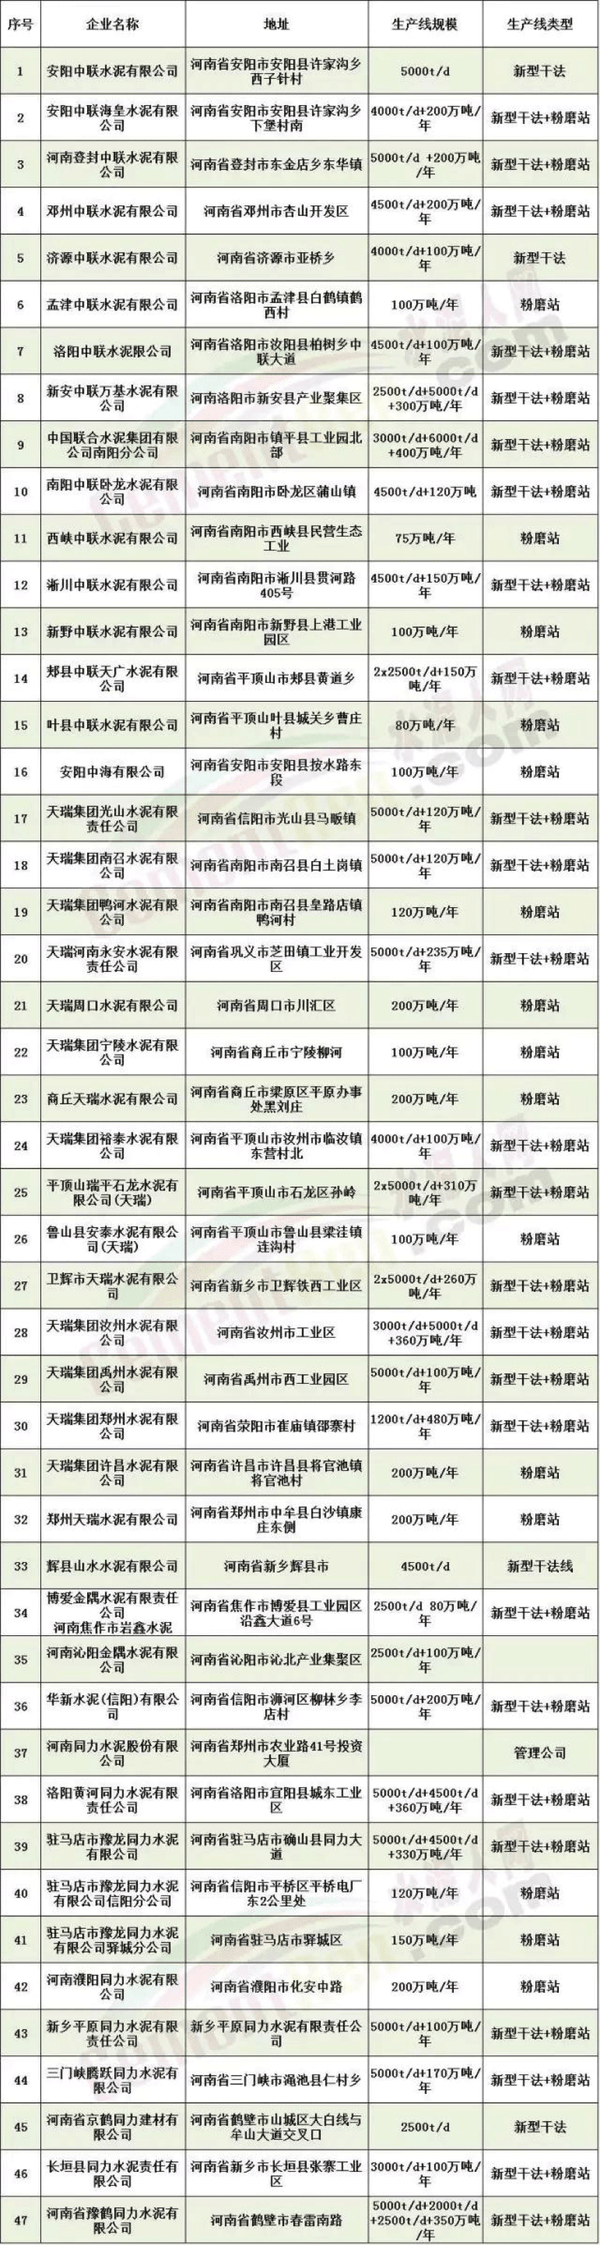 序号 企业名称 地址 生产线规模 生产线类型
1 安阳中联水泥有限公司 河南省安阳市安阳县许家沟乡西子针村 5000t/d 新型干法
2 安阳中联海皇水泥有限公司 河南省安阳市安阳县许家沟乡下堡村南 4000t/d+200万吨/年 新型干法+粉磨站
3 河南登封中联水泥有限公司 河南省登封市东金店乡东华镇 5000t/d +200万吨/年 新型干法+粉磨站
4 邓州中联水泥有限公司 河南省邓州市杏山开发区 4500t/d+200万吨/年 新型干法+粉磨站
5 济源中联水泥有限公司 河南省济源市亚桥乡 4000t/d+100万吨/年 新型干法
6 孟津中联水泥有限公司 河南省洛阳市孟津县白鹤镇鹤西村 100万吨/年 粉磨站
7 洛阳中联水泥限公司 河南省洛阳市汝阳县柏树乡中联大道 4500t/d+100万吨/年 新型干法+粉磨站
8 新安中联万基水泥有限公司 河南洛阳市新安县产业聚集区 2500t/d+5000t/d+300万吨/年 新型干法+粉磨站
9 中国联合水泥集团有限公司南阳分公司 河南省南阳市镇平县工业园北部 3000t/d+6000t/d+400万吨/年 新型干法+粉磨站
10 南阳中联卧龙水泥有限公司 河南省南阳市卧龙区蒲山镇 4500t/d+120万吨 新型干法+粉磨站
11 西峡中联水泥有限公司 河南省南阳市西峡县民营生态工业 75万吨/年 粉磨站
12 淅川中联水泥有限公司 河南省南阳市淅川县贯河路405号 4500t/d+150万吨/年 新型干法+粉磨站
13 新野中联水泥有限公司 河南省南阳市新野县上港工业园区 100万吨/年 粉磨站
14 郏县中联天广水泥有限公司 河南省平顶山市郏县黄道乡 2x2500t/d+150万吨/年 新型干法+粉磨站
15 叶县中联水泥有限公司 河南省平顶山叶县城关乡曹庄村 80万吨/年 粉磨站
16 安阳中海有限公司 河南省安阳市安阳县按水路东段 100万吨/年 粉磨站
17 天瑞集团光山水泥有限责任公司 河南省信阳市光山县马畈镇 5000t/d+120万吨/年 新型干法+粉磨站
18 天瑞集团南召水泥有限公司 河南省南阳市南召县白土岗镇 5000t/d+120万吨/年 新型干法+粉磨站
19 天瑞集团鸭河水泥有限公司 河南省南阳市南召县皇路店镇鸭河村 120万吨/年 粉磨站
20 天瑞河南永安水泥有限责任公司 河南省巩义市芝田镇工业开发区 5000t/d+235万吨/年 新型干法+粉磨站
21 天瑞周口水泥有限公司 河南省周口市川汇区 200万吨/年 粉磨站
22 天瑞集团宁陵水泥有限公司 河南省商丘市宁陵柳河 100万吨/年 粉磨站
23 商丘天瑞水泥有限公司 河南省商丘市梁原区平原办事处黑刘庄 200万吨/年 粉磨站
24 天瑞集团裕泰水泥有限公司 河南省平顶山市汝州市临汝镇东营村北 4000t/d+100万吨/年 新型干法+粉磨站
25 平顶山瑞平石龙水泥有限公司(天瑞) 河南省平顶山市石龙区孙岭 2x5000t/d+310万吨/年 新型干法+粉磨站
26 鲁山县安泰水泥有限公司(天瑞) 河南省平顶山市鲁山县梁洼镇连沟村 100万吨/年 粉磨站
27 卫辉市天瑞水泥有限公司 河南省新乡市卫辉铁西工业区 2x5000t/d+260万吨/年 新型干法+粉磨站
28 天瑞集团汝州水泥有限公司 河南省汝州市工业区 3000t/d+5000t/d+360万吨/年 新型干法+粉磨站
29 天瑞集团禹州水泥有限公司 河南省禹州市西工业园区 5000t/d+100万吨/年 新型干法+粉磨站
30 天瑞集团郑州水泥有限公司 河南省荥阳市崔庙镇邵寨村 1200t/d+480万吨/年 新型干法+粉磨站
31 天瑞集团许昌水泥有限公司 河南省许昌市许昌县将官池镇将官池村 200万吨/年 粉磨站
32 郑州天瑞水泥有限公司 河南省郑州市中牟县白沙镇康庄东侧 200万吨/年 粉磨站
33 辉县山水水泥有限公司 河南省新乡辉县市 4500t/d 新型干法线
34 博爱金隅水泥有限责任公司 河南焦作市岩鑫水泥 河南省焦作市博爱县工业园区沿鑫大道6号 2500t/d 80万吨/年 新型干法+粉磨站
35 河南沁阳金隅水泥有限公司 河南省沁阳市沁北产业集聚区 2500t/d+100万吨/年
36 华新水泥(信阳)有限公司 河南省信阳市浉河区柳林乡李店村 5000t/d+200万吨/年 新型干法+粉磨站
37 河南同力水泥股份有限公司 河南省郑州市农业路41号投资大厦 管理公司
38 洛阳黄河同力水泥有限责任公司 河南省洛阳市宜阳县城东工业区 5000t/d+4500t/d+360万吨/年 新型干法+粉磨站
39 驻马店市豫龙同力水泥有限公司 河南省驻马店市确山县同力大道 5000t/d+4500t/d+330万吨/年 新型干法+粉磨站
40 驻马店市豫龙同力水泥有限公司信阳分公司 河南省信阳市平桥区平桥电厂东2公里处 120万吨/年 粉磨站
41 驻马店市豫龙同力水泥有限公司驿城分公司 河南省驻马店市驿城区 150万吨/年 粉磨站
42 河南濮阳同力水泥有限公司 河南省濮阳市化安中路 200万吨/年 粉磨站
43 新乡平原同力水泥有限责任公司 新乡平原同力水泥有限责任公司 5000t/d+100万吨/年 新型干法+粉磨站
44 三门峡腾跃同力水泥有限公司 河南省三门峡市渑池县仁村乡 5000t/d+170万吨/年 新型干法+粉磨站
45 河南省京鹤同力建材有限公司 河南省鹤壁市山城区大白线与牟山大道交叉口 2500t/d 新型干法
46 长垣县同力水泥责任有限公司 河南省新乡市长垣县张寨工业区 3000t/d+100万吨/年 新型干法+粉磨站
47 河南省豫鹤同力水泥有限公司 河南省鹤壁市春雷南路 5000t/d+2000t/d+2500t/d+350万吨/年 新型干法+粉磨站
水泥人网
CementRen.com